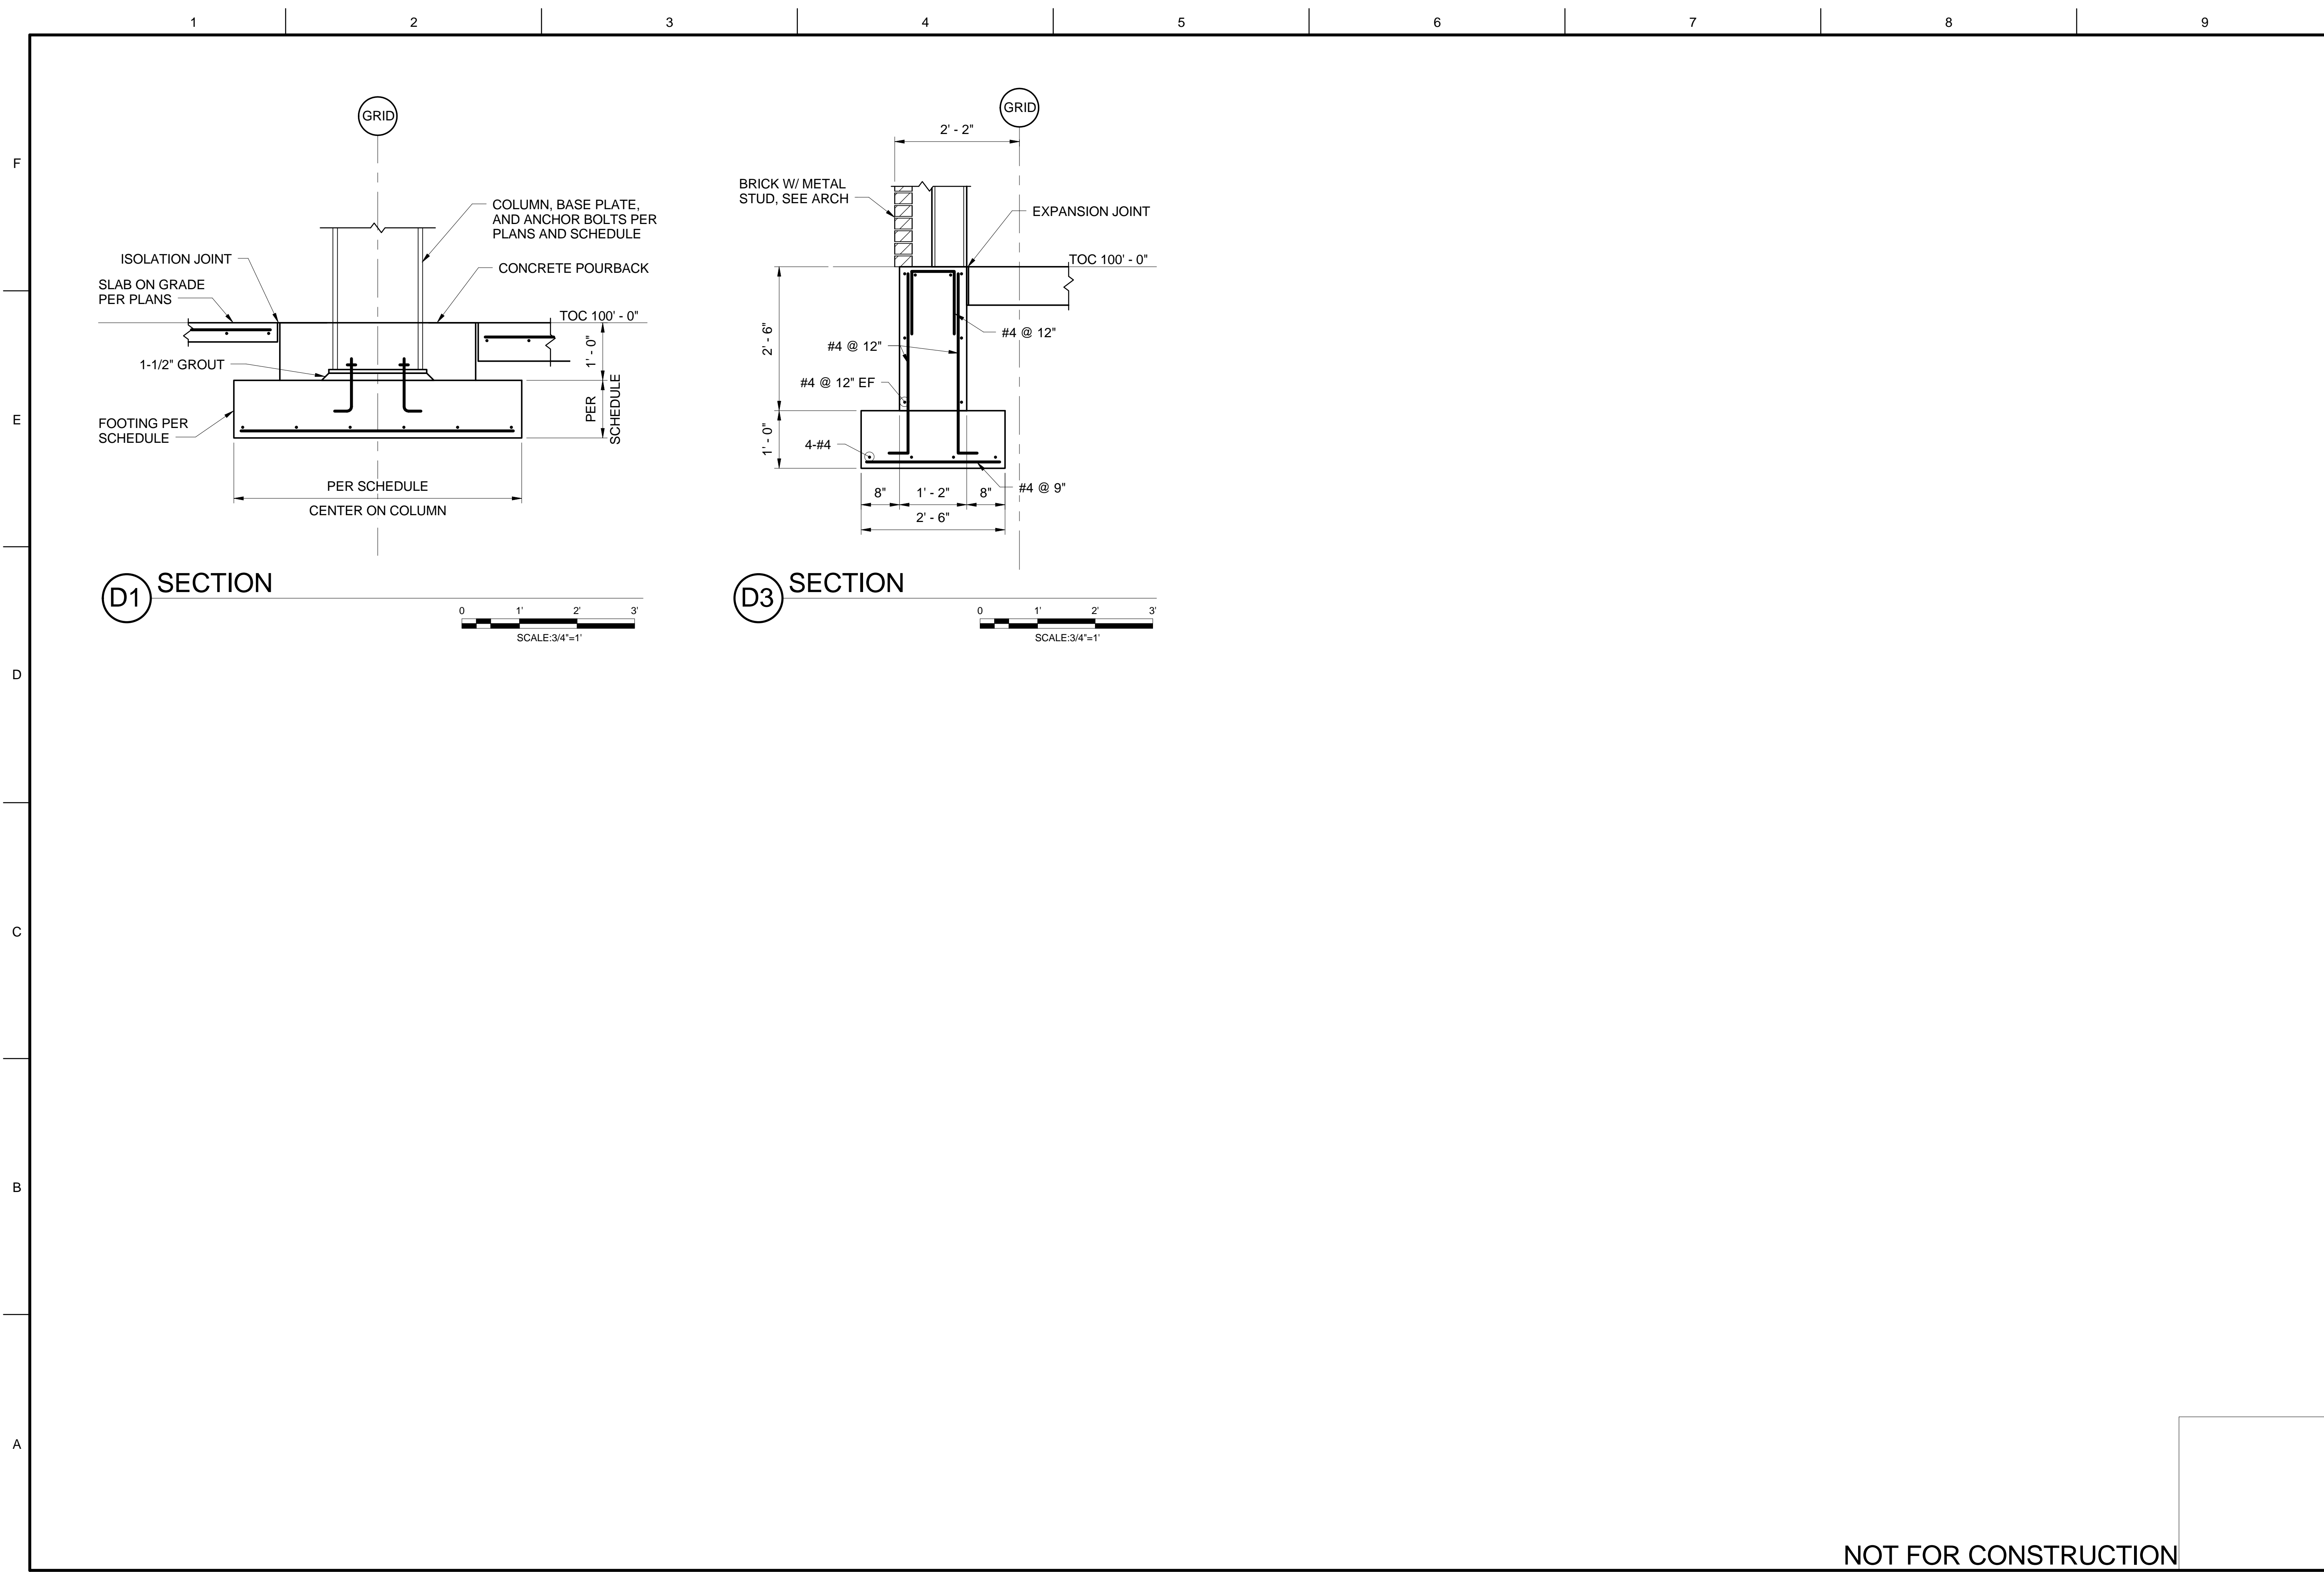 1 2 3 4 5 6 7 8 9
F
E
D
C
B
A
GRID
COLUMN, BASE PLATE,
AND ANCHOR BOLTS PER
PLANS AND SCHEDULE
ISOLATION JOINT
CONCRETE POURBACK
SLAB ON GRADE
PER PLANS
TOC 100' - 0"
1' - 0"
1-1/2" GROUT
PER
SCHEDULE
FOOTING PER
SCHEDULE
PER SCHEDULE
CENTER ON COLUMN
D1 SECTION
0 1' 2' 3'
SCALE:3/4"=1'
GRID
2' - 2"
BRICK W/ METAL
STUD, SEE ARCH
EXPANSION JOINT
TOC 100' - 0"
2' - 6"
#4 @ 12"
#4 @ 12"
#4 @ 12" EF
1' - 0"
4-#4
#4 @ 9"
8" 1' - 2" 8"
2' - 6"
D3 SECTION
0 1' 2' 3'
SCALE:3/4"=1'
NOT FOR CONSTRUCTION